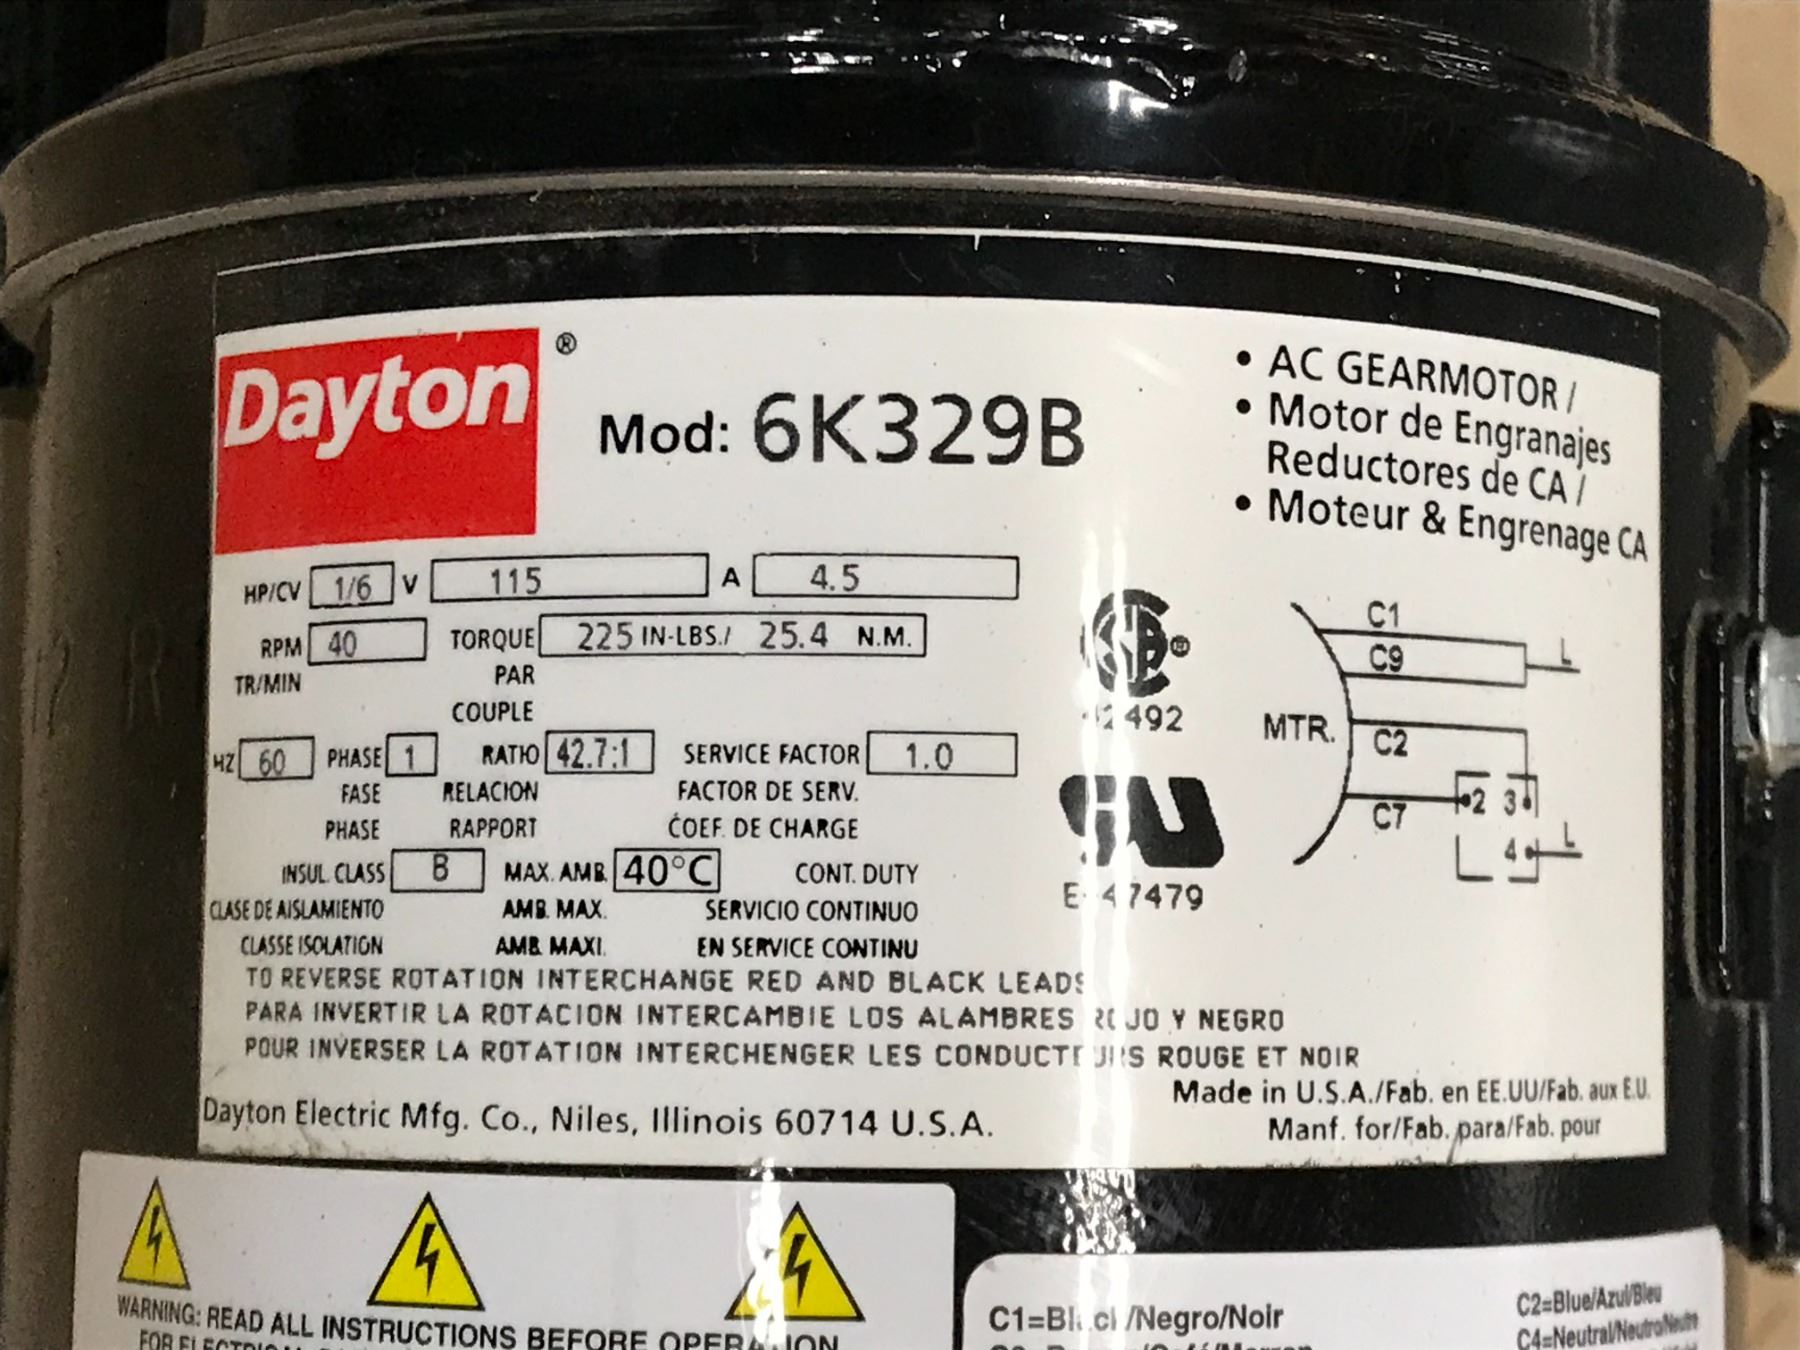 Dayton ®
Mod: 6K329B
• AC GEARMOTOR /
• Motor de Engranajes
Reductores de CA /
• Moteur & Engrenage CA
HP/CV 1/6 V 115 A 4.5
RPM 40 TORQUE 225 IN-LBS./ 25.4 N.M.
TR/MIN PAR
COUPLE
HZ 60 PHASE 1 RATIO 42.7:1 SERVICE FACTOR 1.0
FASE RELACION FACTOR DE SERV.
PHASE RAPPORT COEF. DE CHARGE
INSUL. CLASS B MAX. AMB. 40°C CONT. DUTY
CLASE DE AISLAMIENTO AMB. MAX. SERVICIO CONTINUO
CLASSE ISOLATION AMB. MAXI. EN SERVICE CONTINU
®
2492
E-47479
C1
C9
L
MTR.
C2
C7
2 3
4 L
TO REVERSE ROTATION INTERCHANGE RED AND BLACK LEADS
PARA INVERTIR LA ROTACION INTERCAMBIE LOS ALAMBRES ROJO Y NEGRO
POUR INVERSER LA ROTATION INTERCHENGER LES CONDUCTEURS ROUGE ET NOIR
Made in U.S.A./Fab. en EE.UU/Fab. aux E.U.
Dayton Electric Mfg. Co., Niles, Illinois 60714 U.S.A.
Manf. for/Fab. para/Fab. pour
WARNING: READ ALL INSTRUCTIONS BEFORE OPERATION
C1=Black/Negro/Noir
C2=Blue/Azul/Bleu
C4=Neutral/Neutro/Neutre